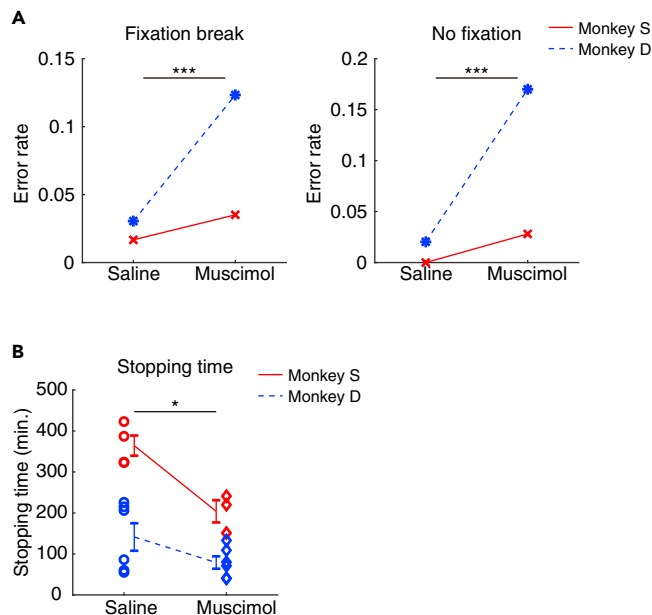 A
Fixation break
No fixation
Monkey S
Monkey D
***
***
Error rate
0.15
0.1
0.05
0
Saline
Muscimol
Error rate
0.2
0.15
0.1
0.05
0
Saline
Muscimol
B
Stopping time
Monkey S
Monkey D
*
Stopping time (min.)
500
400
300
200
100
0
Saline
Muscimol